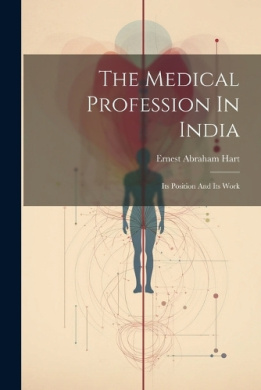 The Medical
Profession In
India
Ernest Abraham Hart
Its Position And Its Work